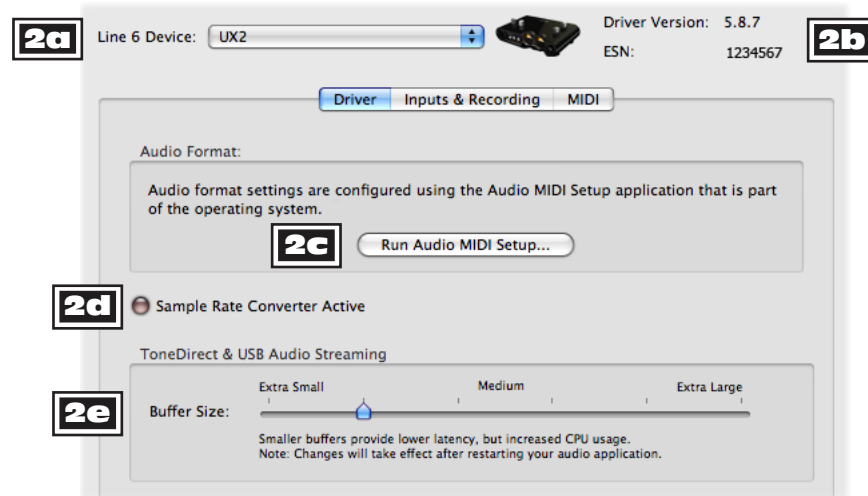 2a
Line 6 Device: UX2
Driver Version: 5.8.7
ESN: 1234567
2b
Driver Inputs & Recording MIDI
Audio Format:
Audio format settings are configured using the Audio MIDI Setup application that is part
of the operating system.
2c
Run Audio MIDI Setup...
2d
Sample Rate Converter Active
ToneDirect & USB Audio Streaming
2e
Extra Small Medium Extra Large
Buffer Size:
Smaller buffers provide lower latency, but increased CPU usage.
Note: Changes will take effect after restarting your audio application.